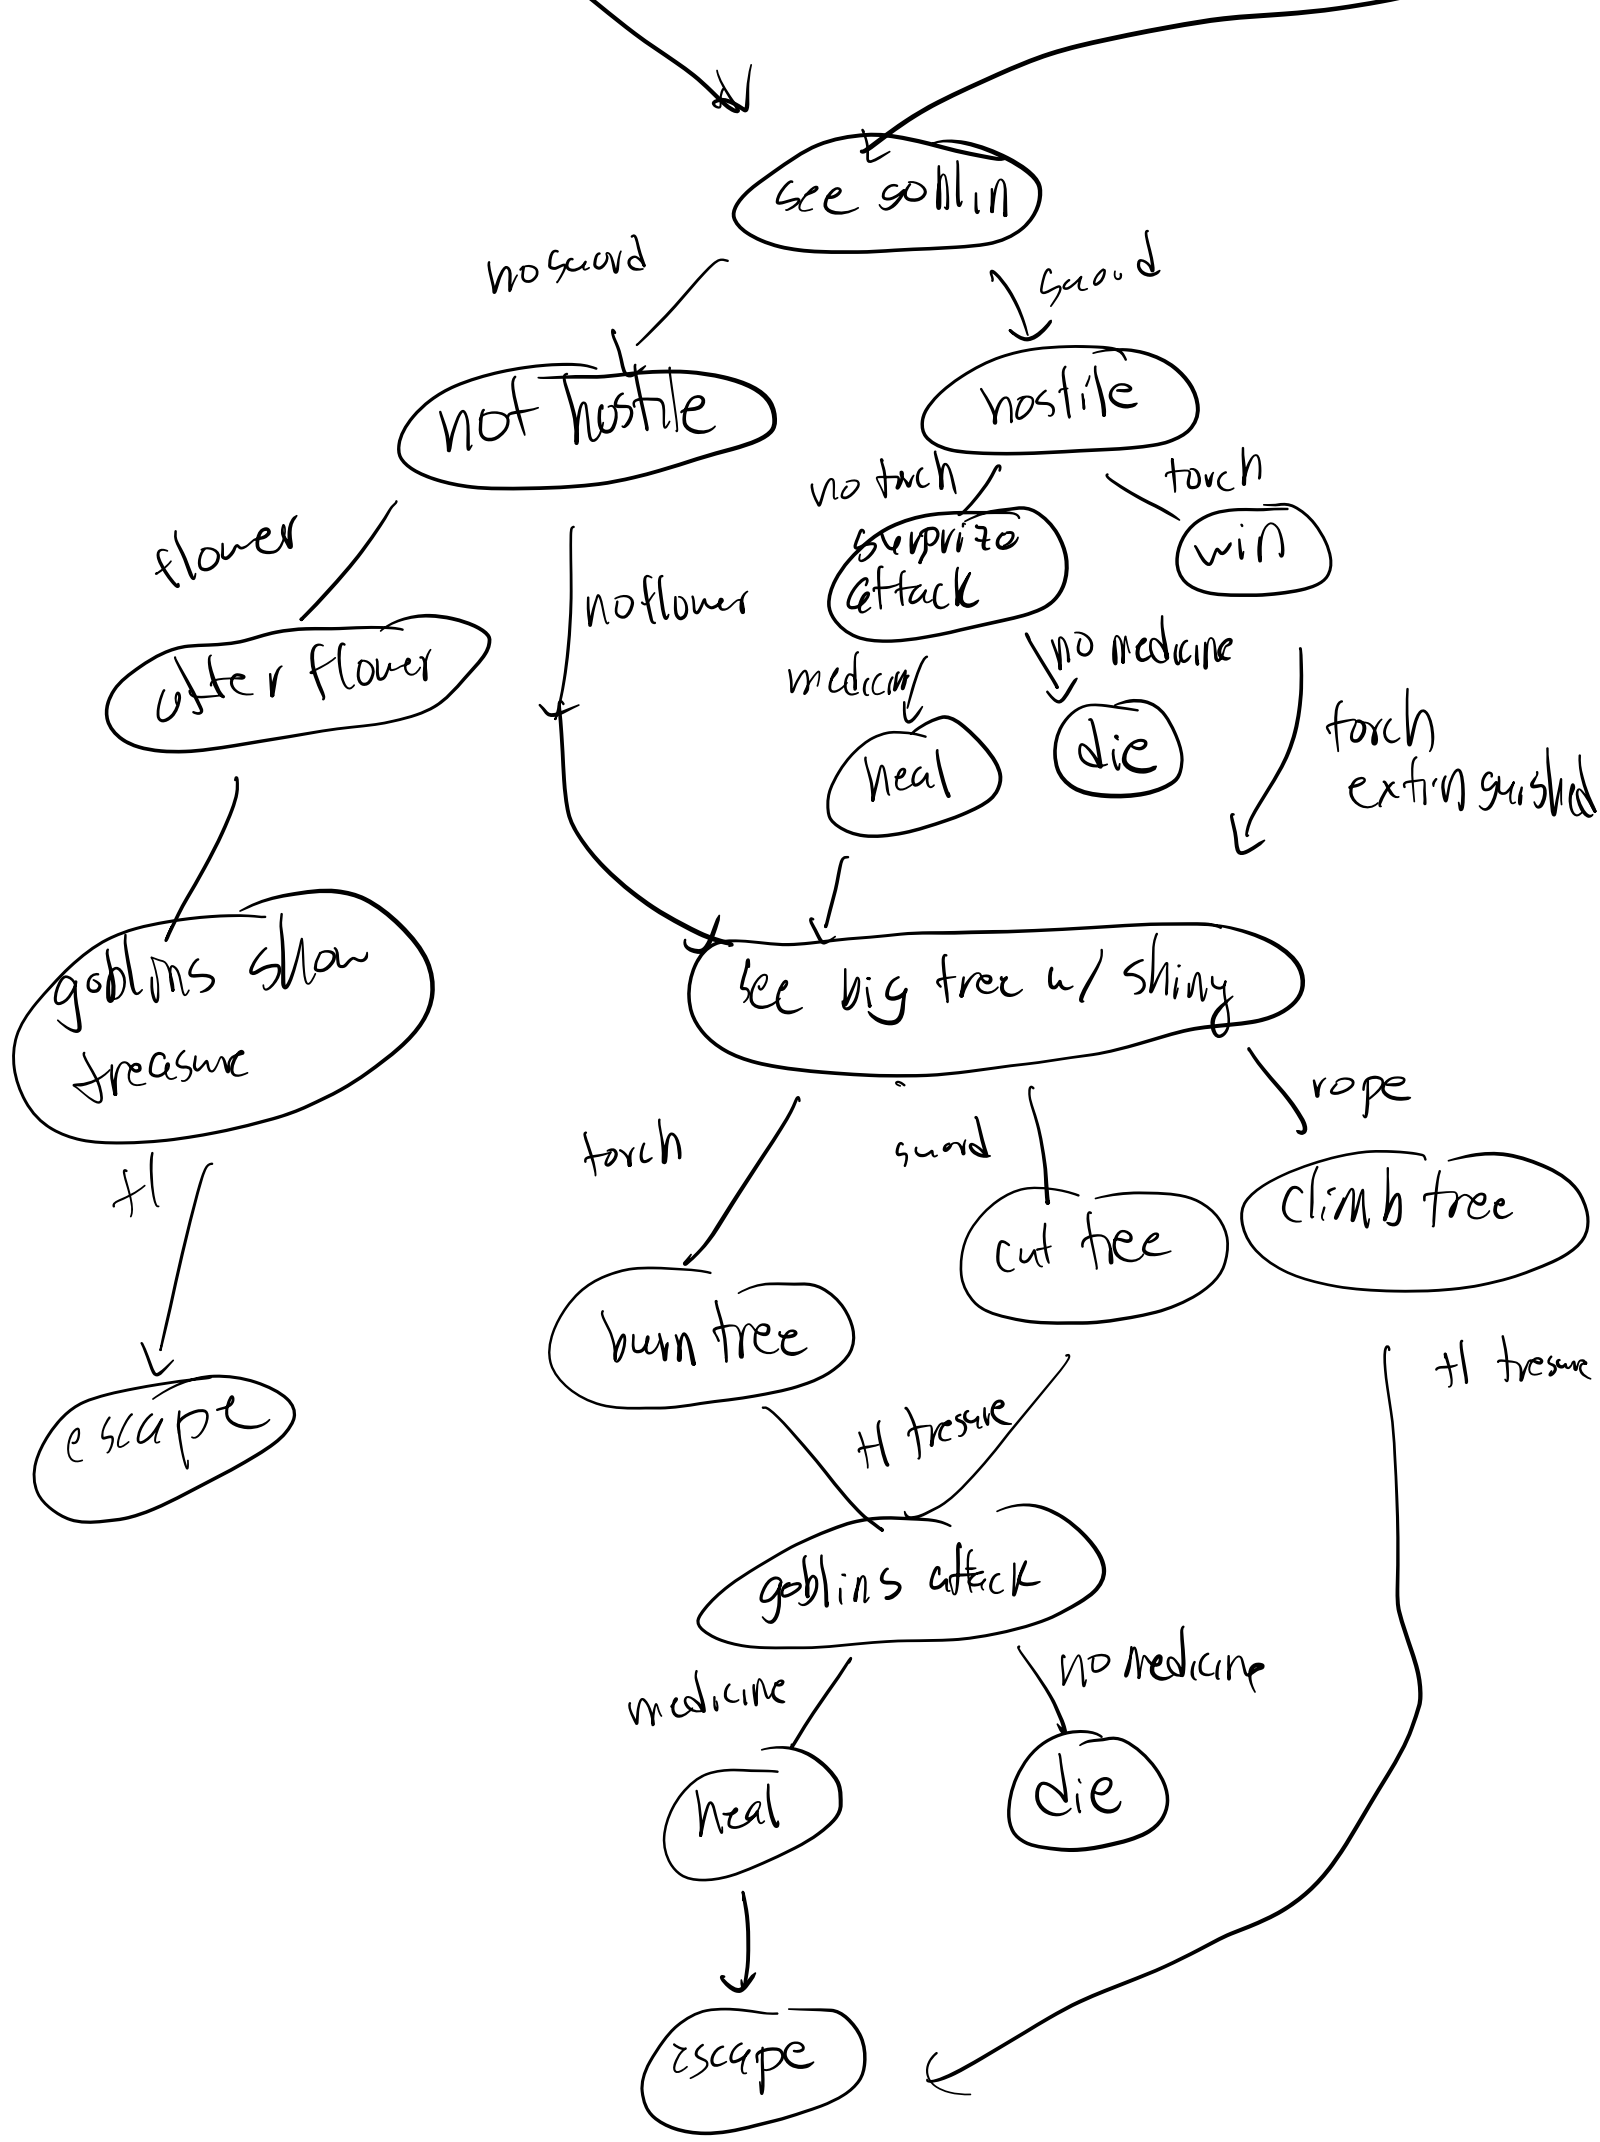 see goblin
no sword
sword
not hostile
hostile
no torch
torch
surprize
attack
win
flower
no flower
offer flower
medicine
no medicine
heal
die
torch
extinguished
goblins show
treasure
see big tree w/ shiny
+1
torch
sword
rope
burn tree
cut tree
climb tree
escape
+1 tresure
+1 tresure
goblins attack
medicine
no medicine
heal
die
escape